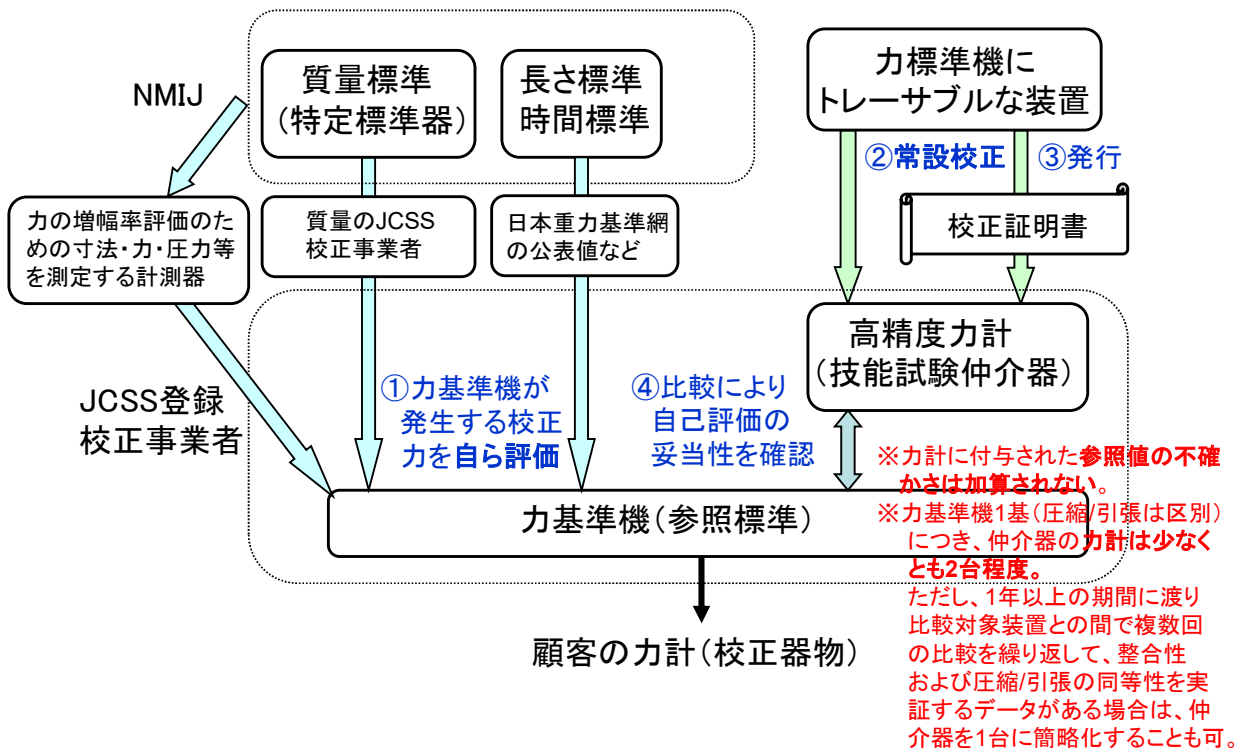 NMIJ
質量標準
(特定標準器)
長さ標準
時間標準
力標準機に
トレーサブルな装置
②常設校正
③発行
校正証明書
力の増幅率評価のた
めの寸法・力・圧力等
を測定する計測器
質量のJCSS
校正事業者
日本重力基準網
の公表値など
高精度力計
(技能試験仲介器)
JCSS登録
校正事業者
①力基準機が
発生する校正
力を自ら評価
④比較により
自己評価の
妥当性を確認
力基準機(参照標準)
※力計に付与された参照値の不確
かさは加算されない。
※力基準機1基(圧縮/引張は区別)
につき、仲介器の力計は少なく
とも2台程度。
ただし、1年以上の期間に渡り
比較対象装置との間で複数回
の比較を繰り返して、整合性
および圧縮/引張の同等性を実
証するデータがある場合は、仲
介器を1台に簡略化することも可。
顧客の力計(校正器物)